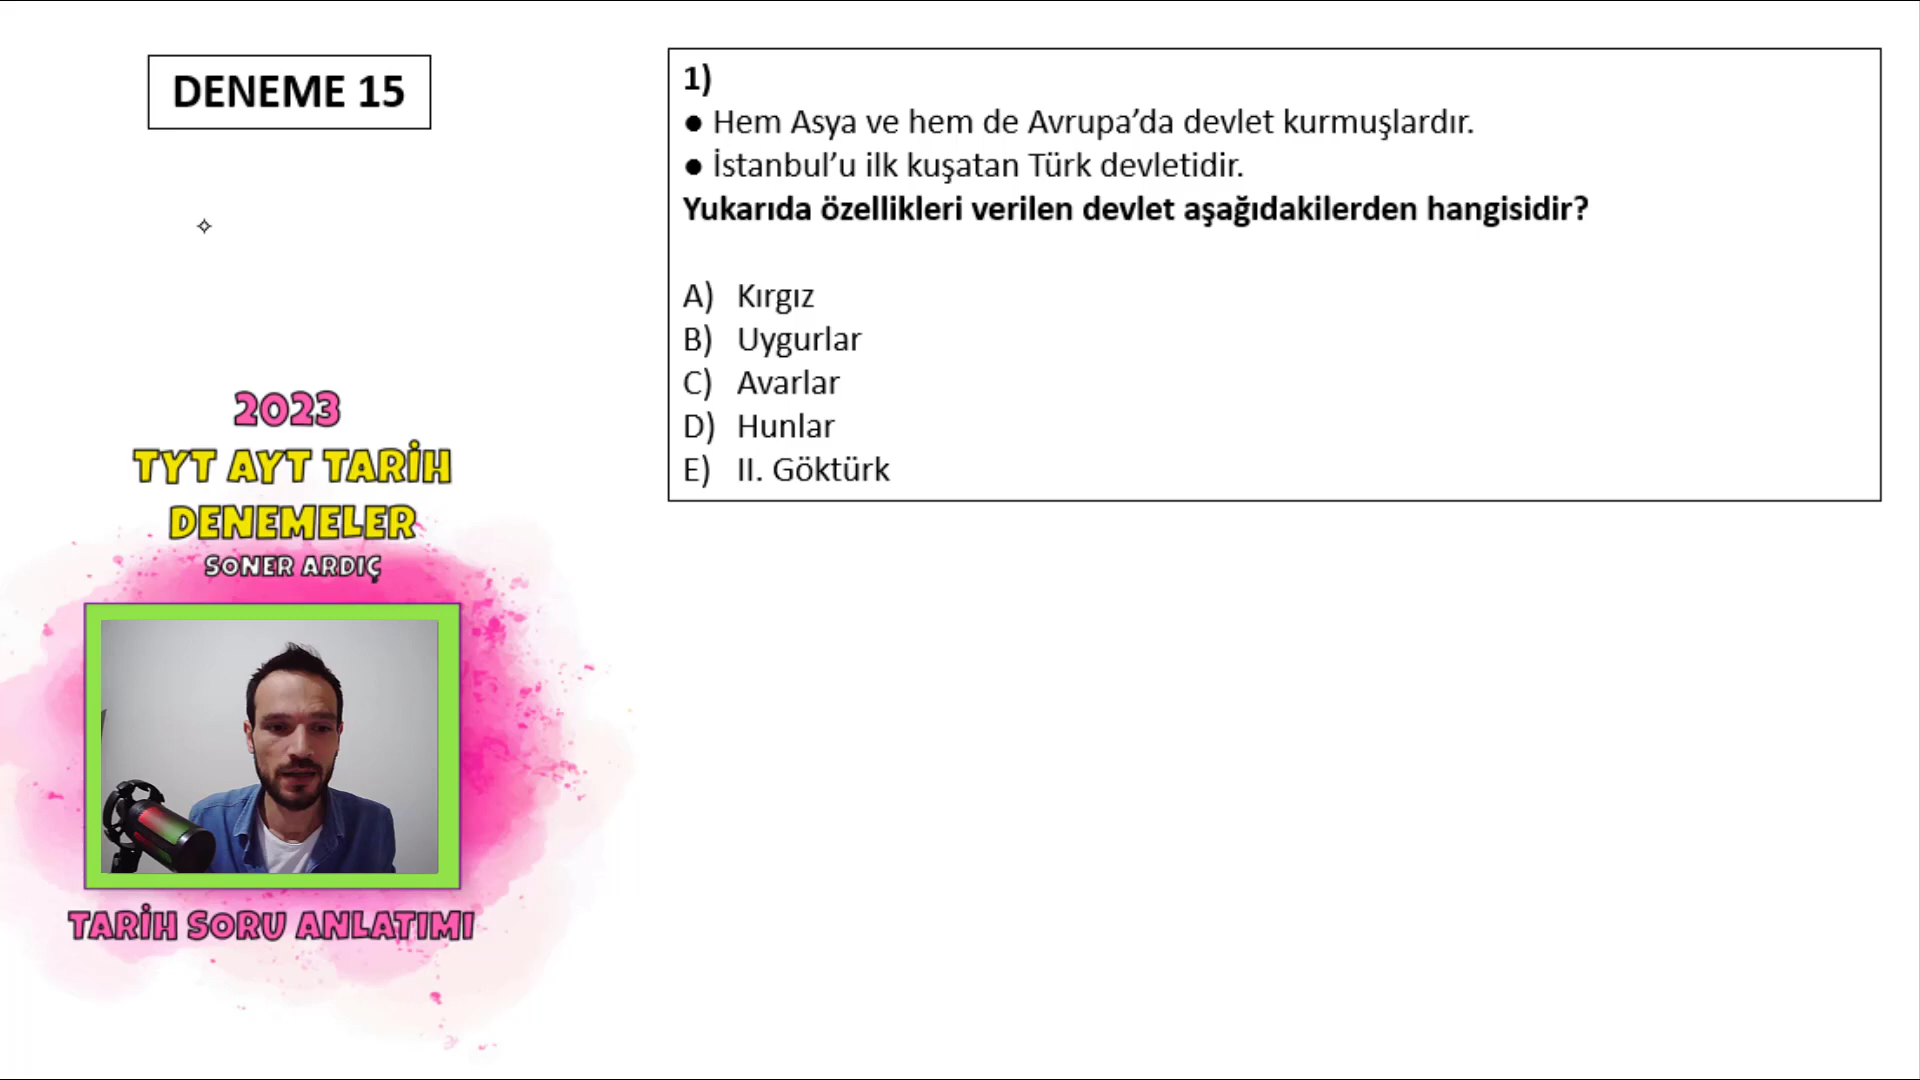 DENEME 15
1)
● Hem Asya ve hem de Avrupa’da devlet kurmuşlardır.
● İstanbul’u ilk kuşatan Türk devletidir.
Yukarıda özellikleri verilen devlet aşağıdakilerden hangisidir?
A) Kırgız
B) Uygurlar
C) Avarlar
D) Hunlar
E) II. Göktürk
2023
TYT AYT TARİH
DENEMELER
SONER ARDIÇ
TARİH SORU ANLATIMI